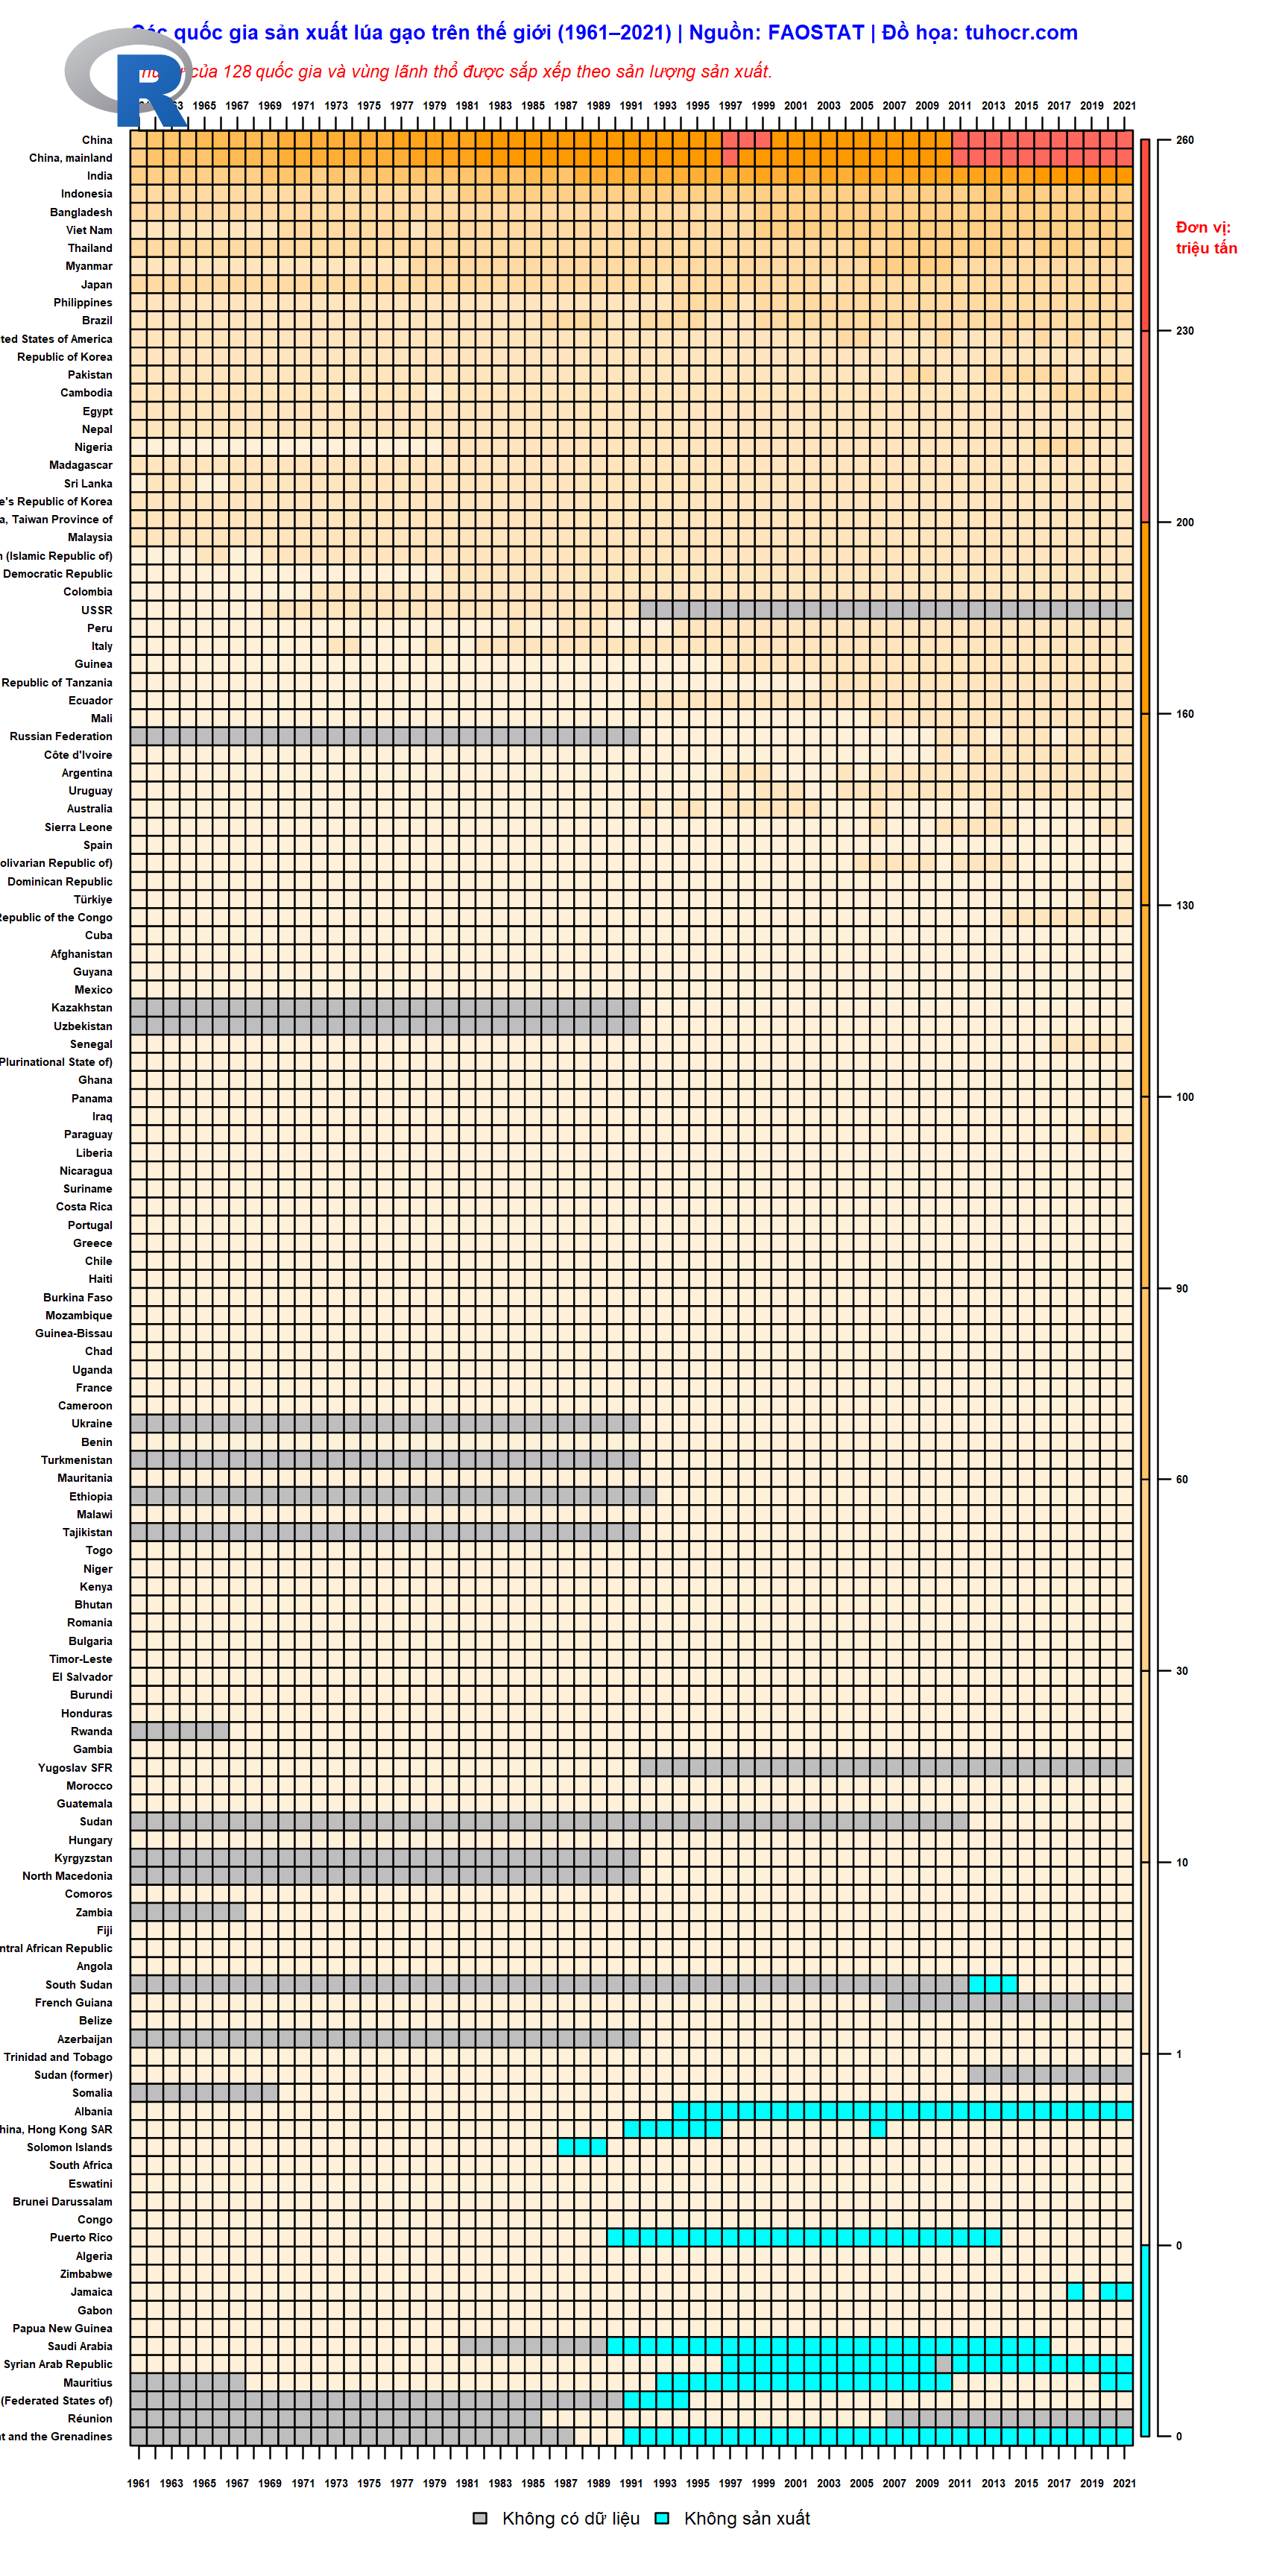 Các quốc gia sản xuất lúa gạo trên thế giới (1961–2021) | Nguồn: FAOSTAT | Đồ họa: tuhocr.com
của 128 quốc gia và vùng lãnh thổ được sắp xếp theo sản lượng sản xuất.
R
1965 1967 1969 1971 1973 1975 1977 1979 1981 1983 1985 1987 1989 1991 1993 1995 1997 1999 2001 2003 2005 2007 2009 2011 2013 2015 2017 2019 2021
China
China, mainland
India
Indonesia
Bangladesh
Viet Nam
Thailand
Myanmar
Japan
Philippines
Brazil
States of America
Republic of Korea
Pakistan
Cambodia
Egypt
Nepal
Nigeria
Madagascar
Sri Lanka
Republic of Korea
Taiwan Province of
Malaysia
(Islamic Republic of)
Democratic Republic
Colombia
USSR
Peru
Italy
Guinea
Republic of Tanzania
Ecuador
Mali
Russian Federation
Côte d'Ivoire
Argentina
Uruguay
Australia
Sierra Leone
Spain
Republic of)
Dominican Republic
Türkiye
Republic of the Congo
Cuba
Afghanistan
Guyana
Mexico
Kazakhstan
Uzbekistan
Senegal
Plurinational State of)
Ghana
Panama
Iraq
Paraguay
Liberia
Nicaragua
Suriname
Costa Rica
Portugal
Greece
Chile
Haiti
Burkina Faso
Mozambique
Guinea-Bissau
Chad
Uganda
France
Cameroon
Ukraine
Benin
Turkmenistan
Mauritania
Ethiopia
Malawi
Tajikistan
Togo
Niger
Kenya
Bhutan
Romania
Bulgaria
Timor-Leste
El Salvador
Burundi
Honduras
Rwanda
Gambia
Yugoslav SFR
Morocco
Guatemala
Sudan
Hungary
Kyrgyzstan
North Macedonia
Comoros
Zambia
Fiji
African Republic
Angola
South Sudan
French Guiana
Belize
Azerbaijan
Trinidad and Tobago
Sudan (former)
Somalia
Albania
Hong Kong SAR
Solomon Islands
South Africa
Eswatini
Brunei Darussalam
Congo
Puerto Rico
Algeria
Zimbabwe
Jamaica
Gabon
Papua New Guinea
Saudi Arabia
Syrian Arab Republic
Mauritius
(Federated States of)
Réunion
and the Grenadines
260
Đơn vị:
triệu tấn
230
200
160
130
100
90
60
30
10
1
0
0
1961 1963 1965 1967 1969 1971 1973 1975 1977 1979 1981 1983 1985 1987 1989 1991 1993 1995 1997 1999 2001 2003 2005 2007 2009 2011 2013 2015 2017 2019 2021
Không có dữ liệu Không sản xuất